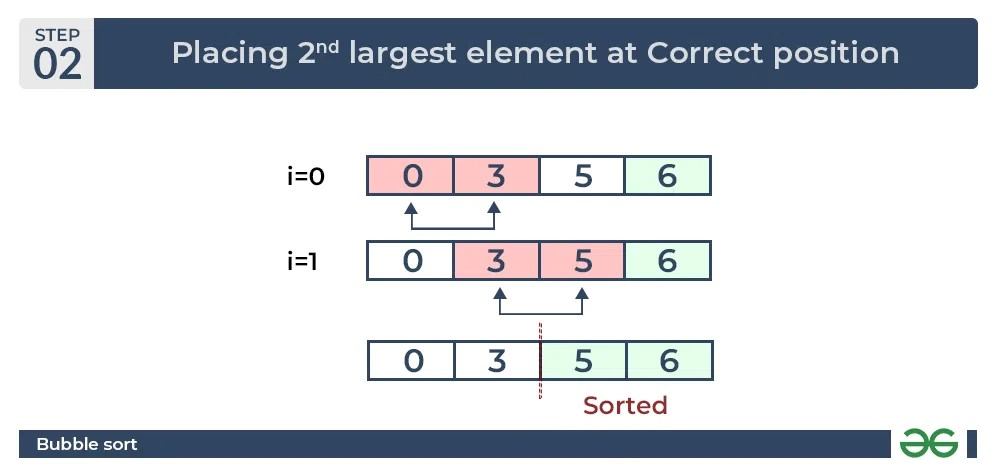 STEP
02
Placing 2nd largest element at Correct position
i=0
0 3 5 6
i=1
0 3 5 6
0 3 5 6
Sorted
Bubble sort